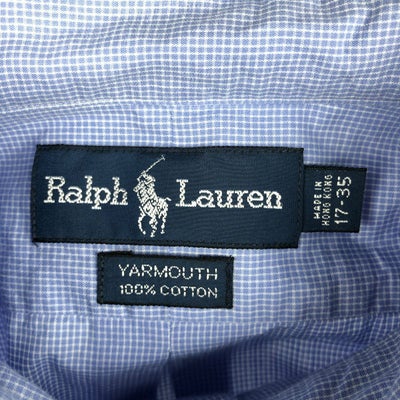 Ralph Lauren
MADE IN
HONG KONG
17-35
YARMOUTH
100% COTTON